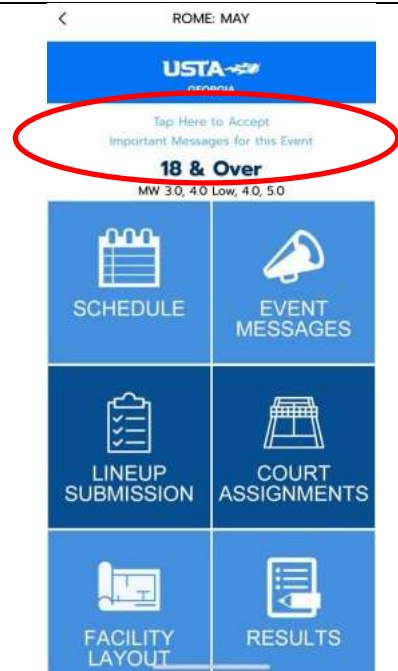 ROME: MAY
USTA
GEORGIA
Tap Here to Accept
Important Messages for this Event
18 & Over
MW 3.0, 4.0 Low, 4.0, 5.0
SCHEDULE
EVENT
MESSAGES
LINEUP
SUBMISSION
COURT
ASSIGNMENTS
FACILITY
LAYOUT
RESULTS